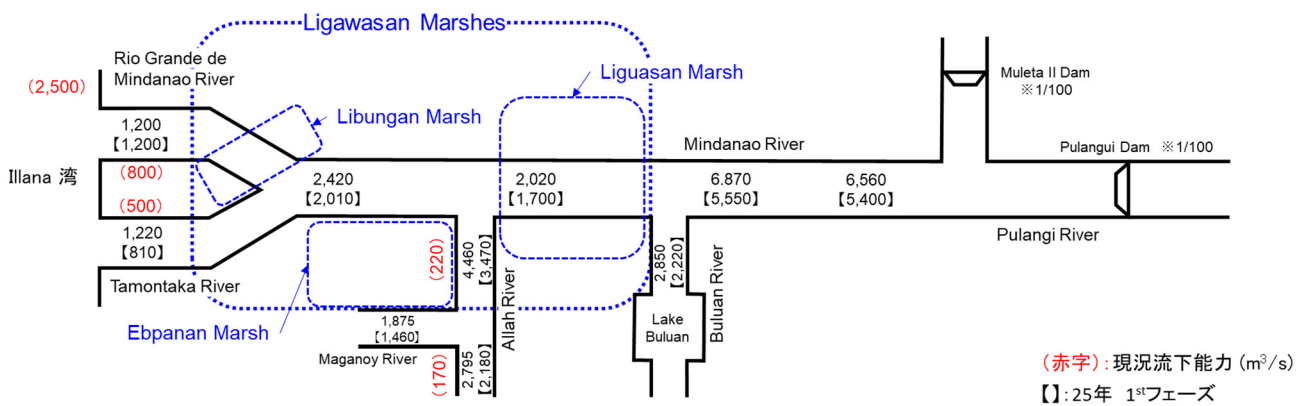 Ligawasan Marshes
Rio Grande de
Mindanao River
(2,500)
Liguasan Marsh
Muleta II Dam
※1/100
Libungan Marsh
1,200
【1,200】
Mindanao River
Pulangui Dam ※1/100
Illana 湾
(800)
(500)
2,420
【2,010】
2,020
【1,700】
6.870
【5,550】
6,560
【5,400】
1,220
【810】
Pulangi River
Tamontaka River
(220)
4,460
【3,470】
Allah River
2,850
【2,220】
Buluan River
Ebpanan Marsh
1,875
【1,460】
Lake
Buluan
Maganoy River
(170)
2,795
【2,180】
(赤字):現況流下能力 (m³/s)
【】:25年 1stフェーズ